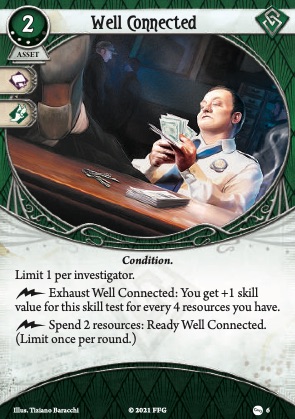 Well Connected
2
ASSET
Condition.
Limit 1 per investigator.
Exhaust Well Connected: You get +1 skill
value for this skill test for every 4 resources you have.
Spend 2 resources: Ready Well Connected.
(Limit once per round.)
Illus. Tiziano Baracchi © 2021 FFG 6